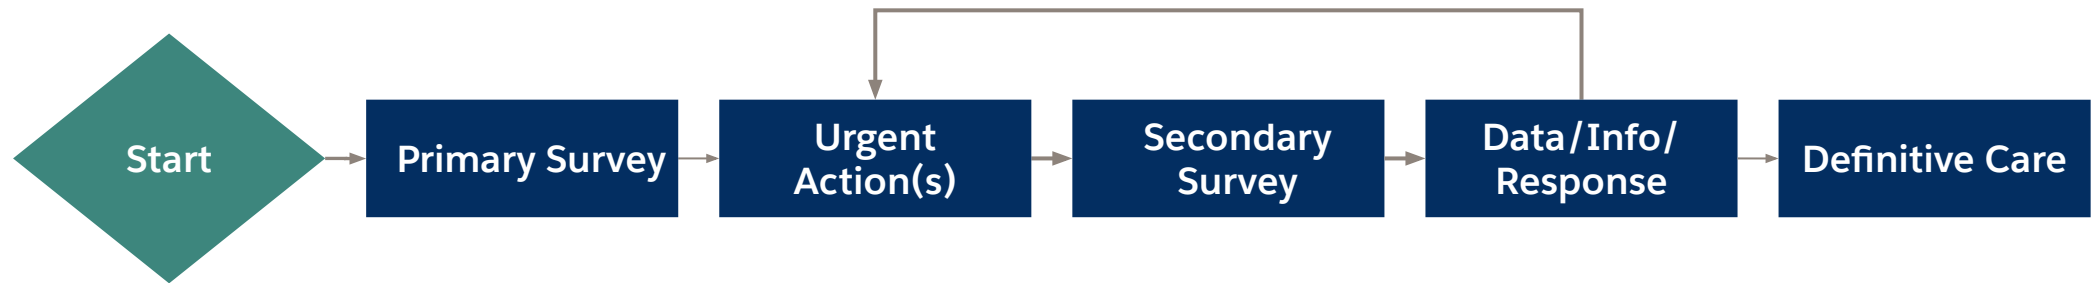 Start
Primary Survey
Urgent
Action(s)
Secondary
Survey
Data/Info/
Response
Definitive Care